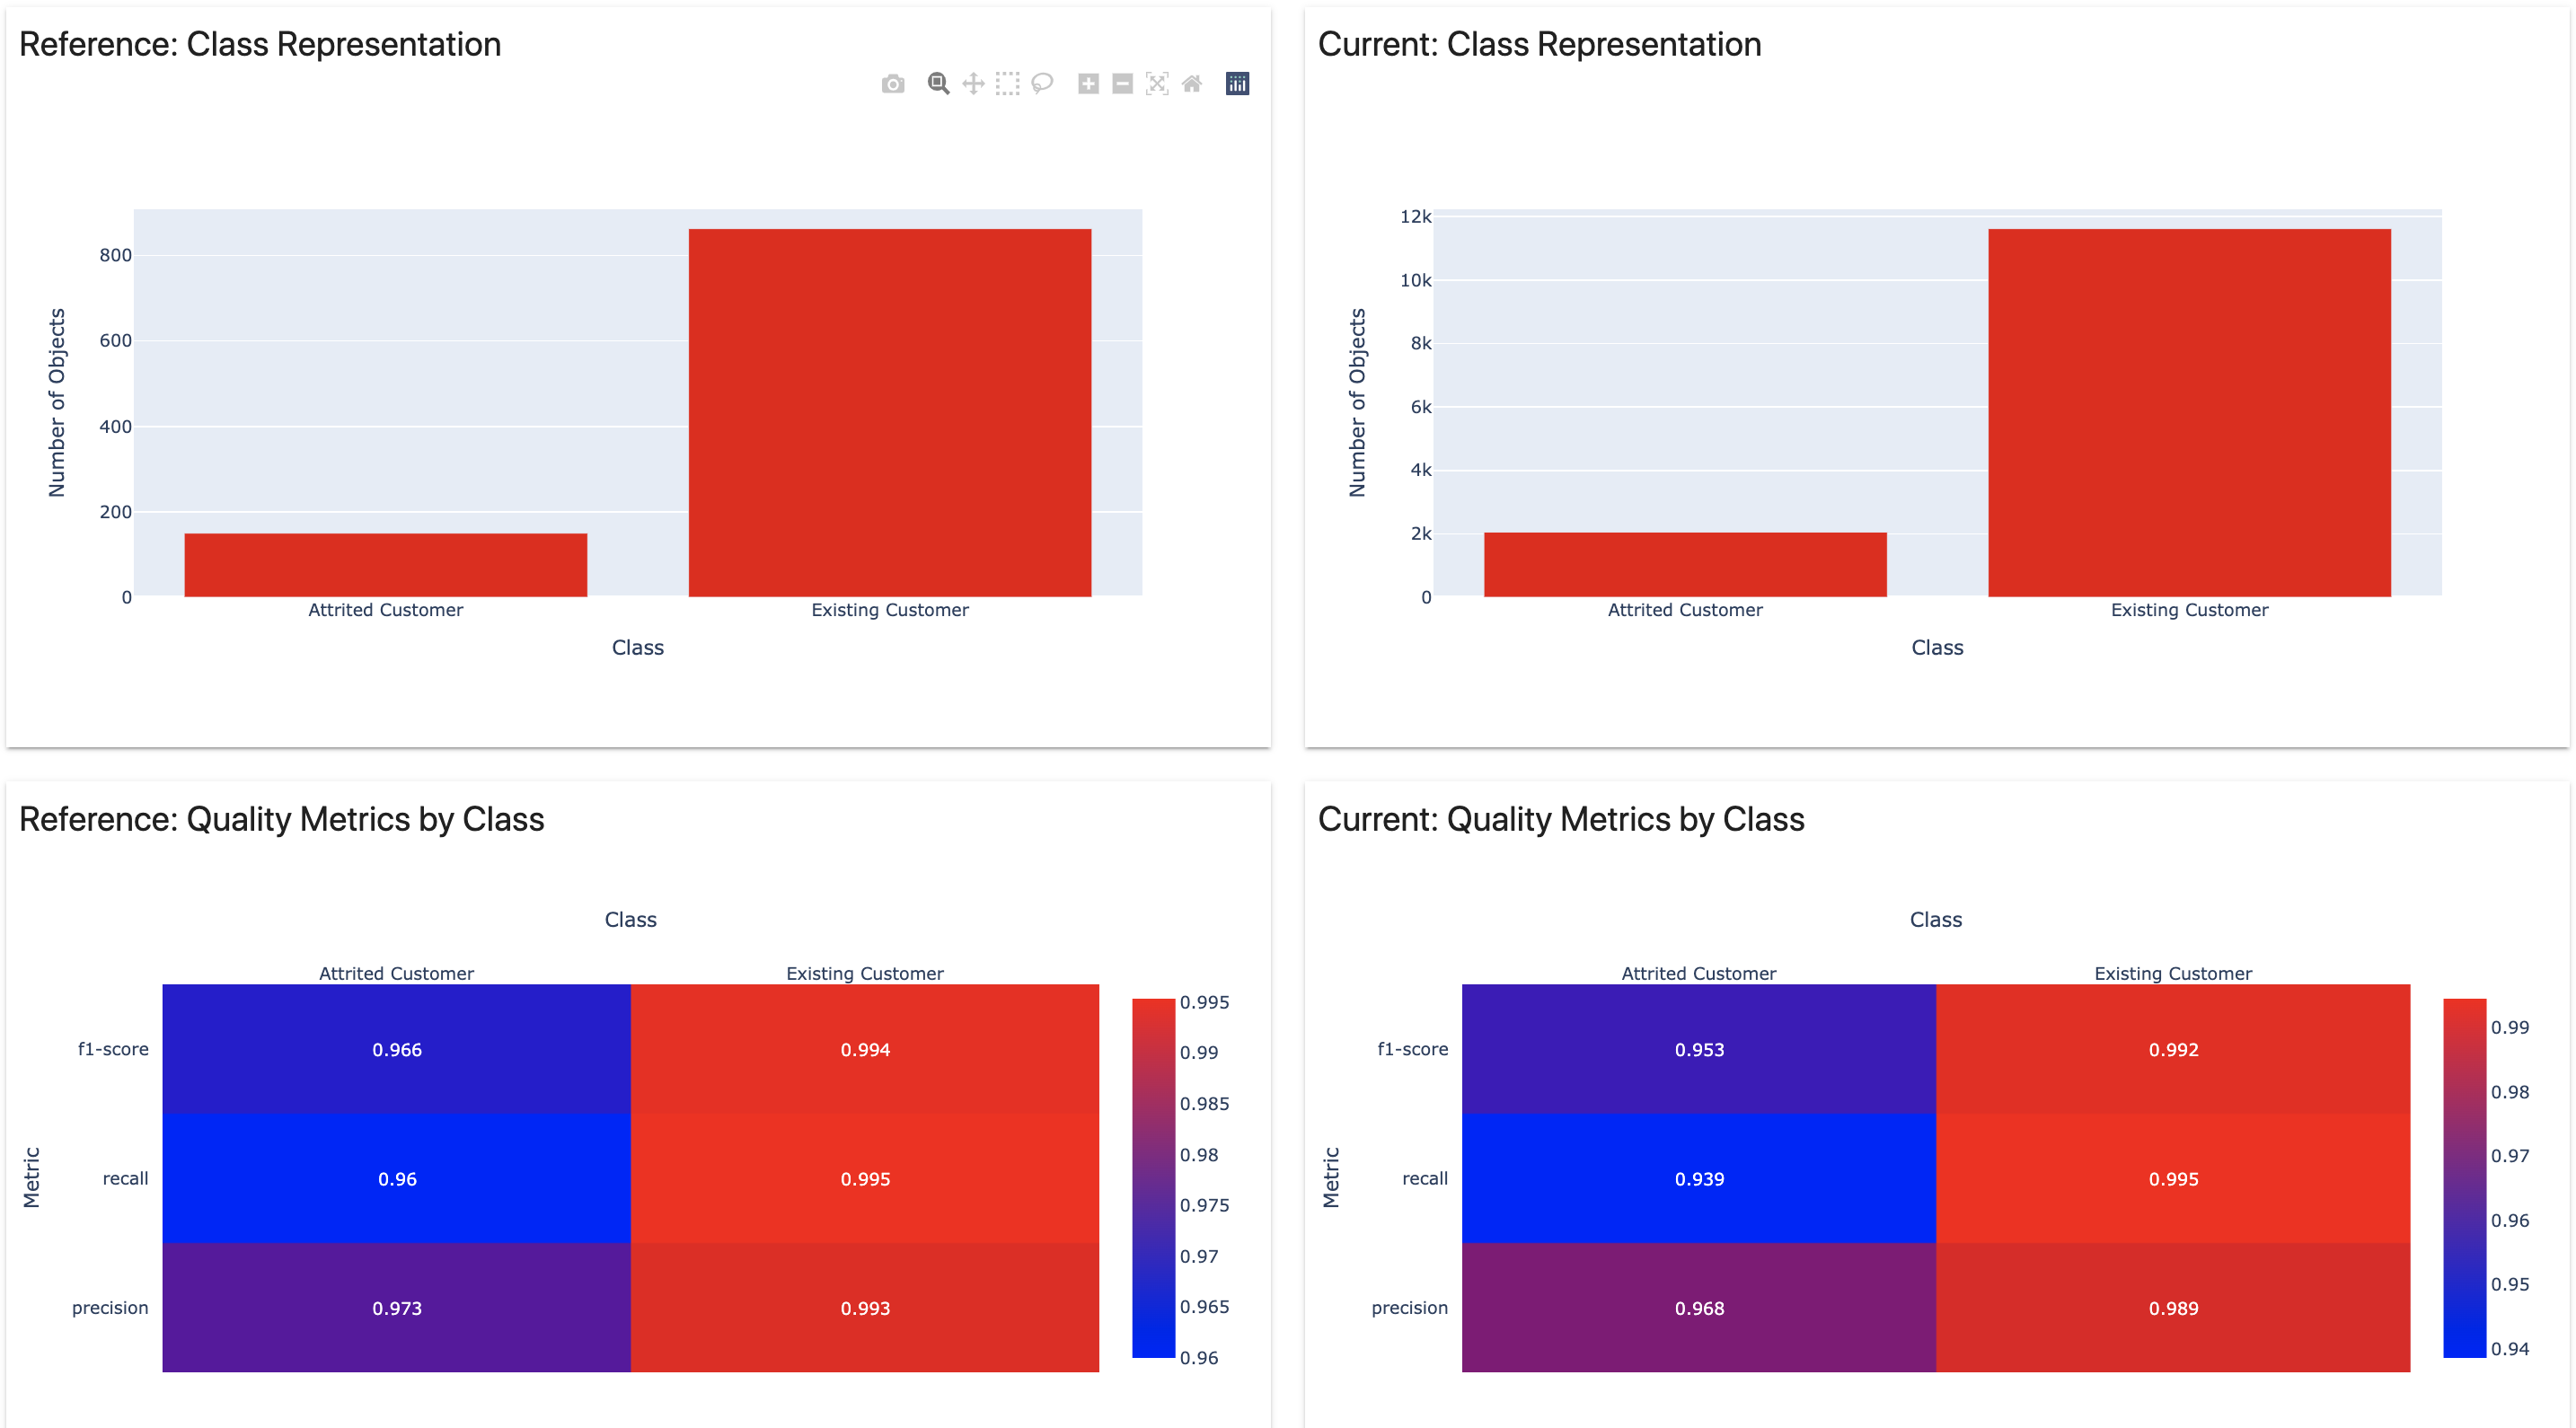 Reference: Class Representation
Current: Class Representation
800
600
400
200
0
Number of Objects
Attrited Customer
Existing Customer
Class
12k
10k
8k
6k
4k
2k
0
Number of Objects
Attrited Customer
Existing Customer
Class
Reference: Quality Metrics by Class
Class
Attrited Customer
Existing Customer
f1-score
0.966
0.994
recall
0.96
0.995
precision
0.973
0.993
Metric
0.995
0.99
0.985
0.98
0.975
0.97
0.965
0.96
Current: Quality Metrics by Class
Class
Attrited Customer
Existing Customer
f1-score
0.953
0.992
recall
0.939
0.995
precision
0.968
0.989
Metric
0.99
0.98
0.97
0.96
0.95
0.94